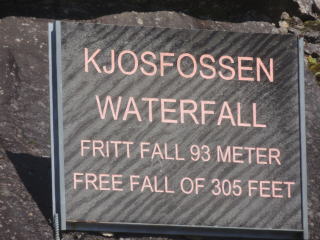 KJOSFOSSEN
WATERFALL
FRITT FALL 93 METER
FREE FALL OF 305 FEET